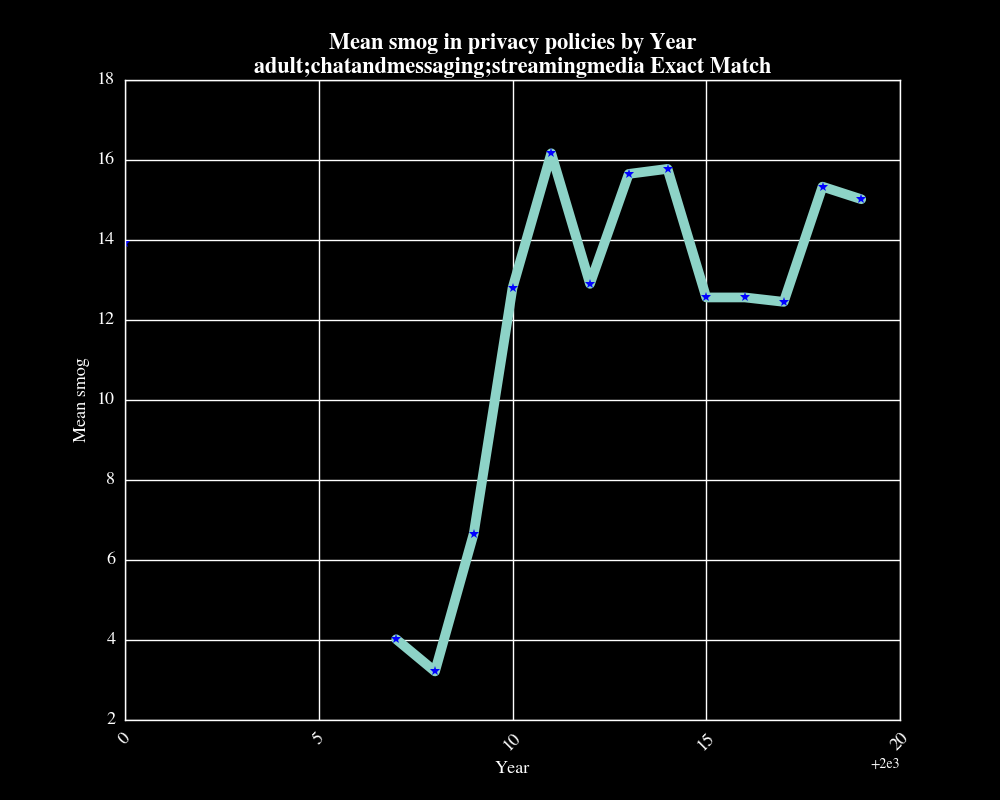 Mean smog in privacy policies by Year
adult;chatandmessaging;streamingmedia Exact Match
18
16
14
12
10
8
6
4
2
Mean smog
0
5
10
15
20
Year
+2e3